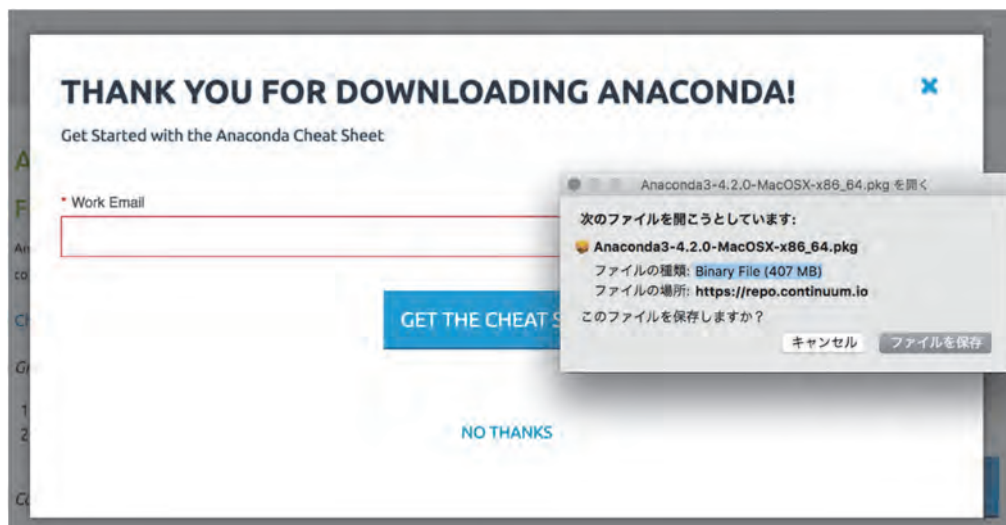 THANK YOU FOR DOWNLOADING ANACONDA!
Get Started with the Anaconda Cheat Sheet
* Work Email
GET THE CHEAT S
NO THANKS
Anaconda3-4.2.0-MacOSX-x86_64.pkg を開く
次のファイルを開こうとしています:
Anaconda3-4.2.0-MacOSX-x86_64.pkg
ファイルの種類: Binary File (407 MB)
ファイルの場所: https://repo.continuum.io
このファイルを保存しますか？
キャンセル
ファイルを保存